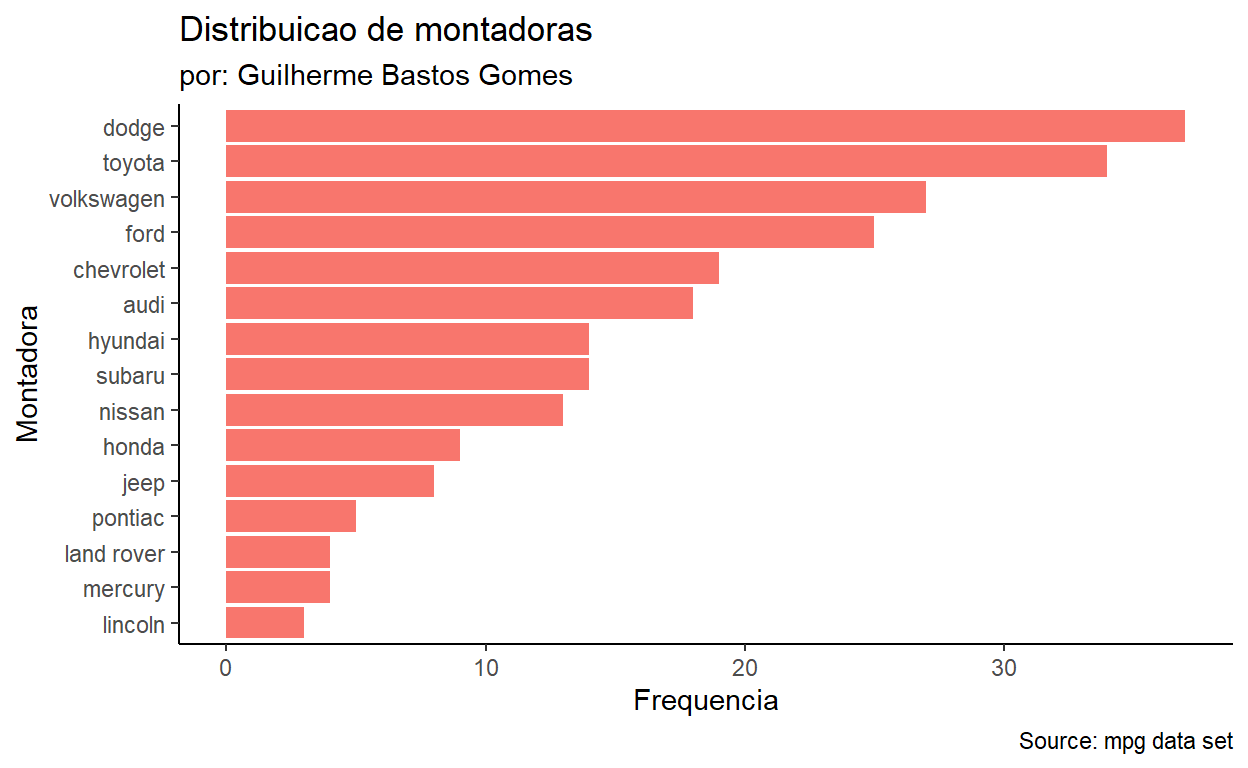 Distribuicao de montadoras
por: Guilherme Bastos Gomes
Montadora
dodge
toyota
volkswagen
ford
chevrolet
audi
hyundai
subaru
nissan
honda
jeep
pontiac
land rover
mercury
lincoln
0 10 20 30
Frequencia
Source: mpg data set